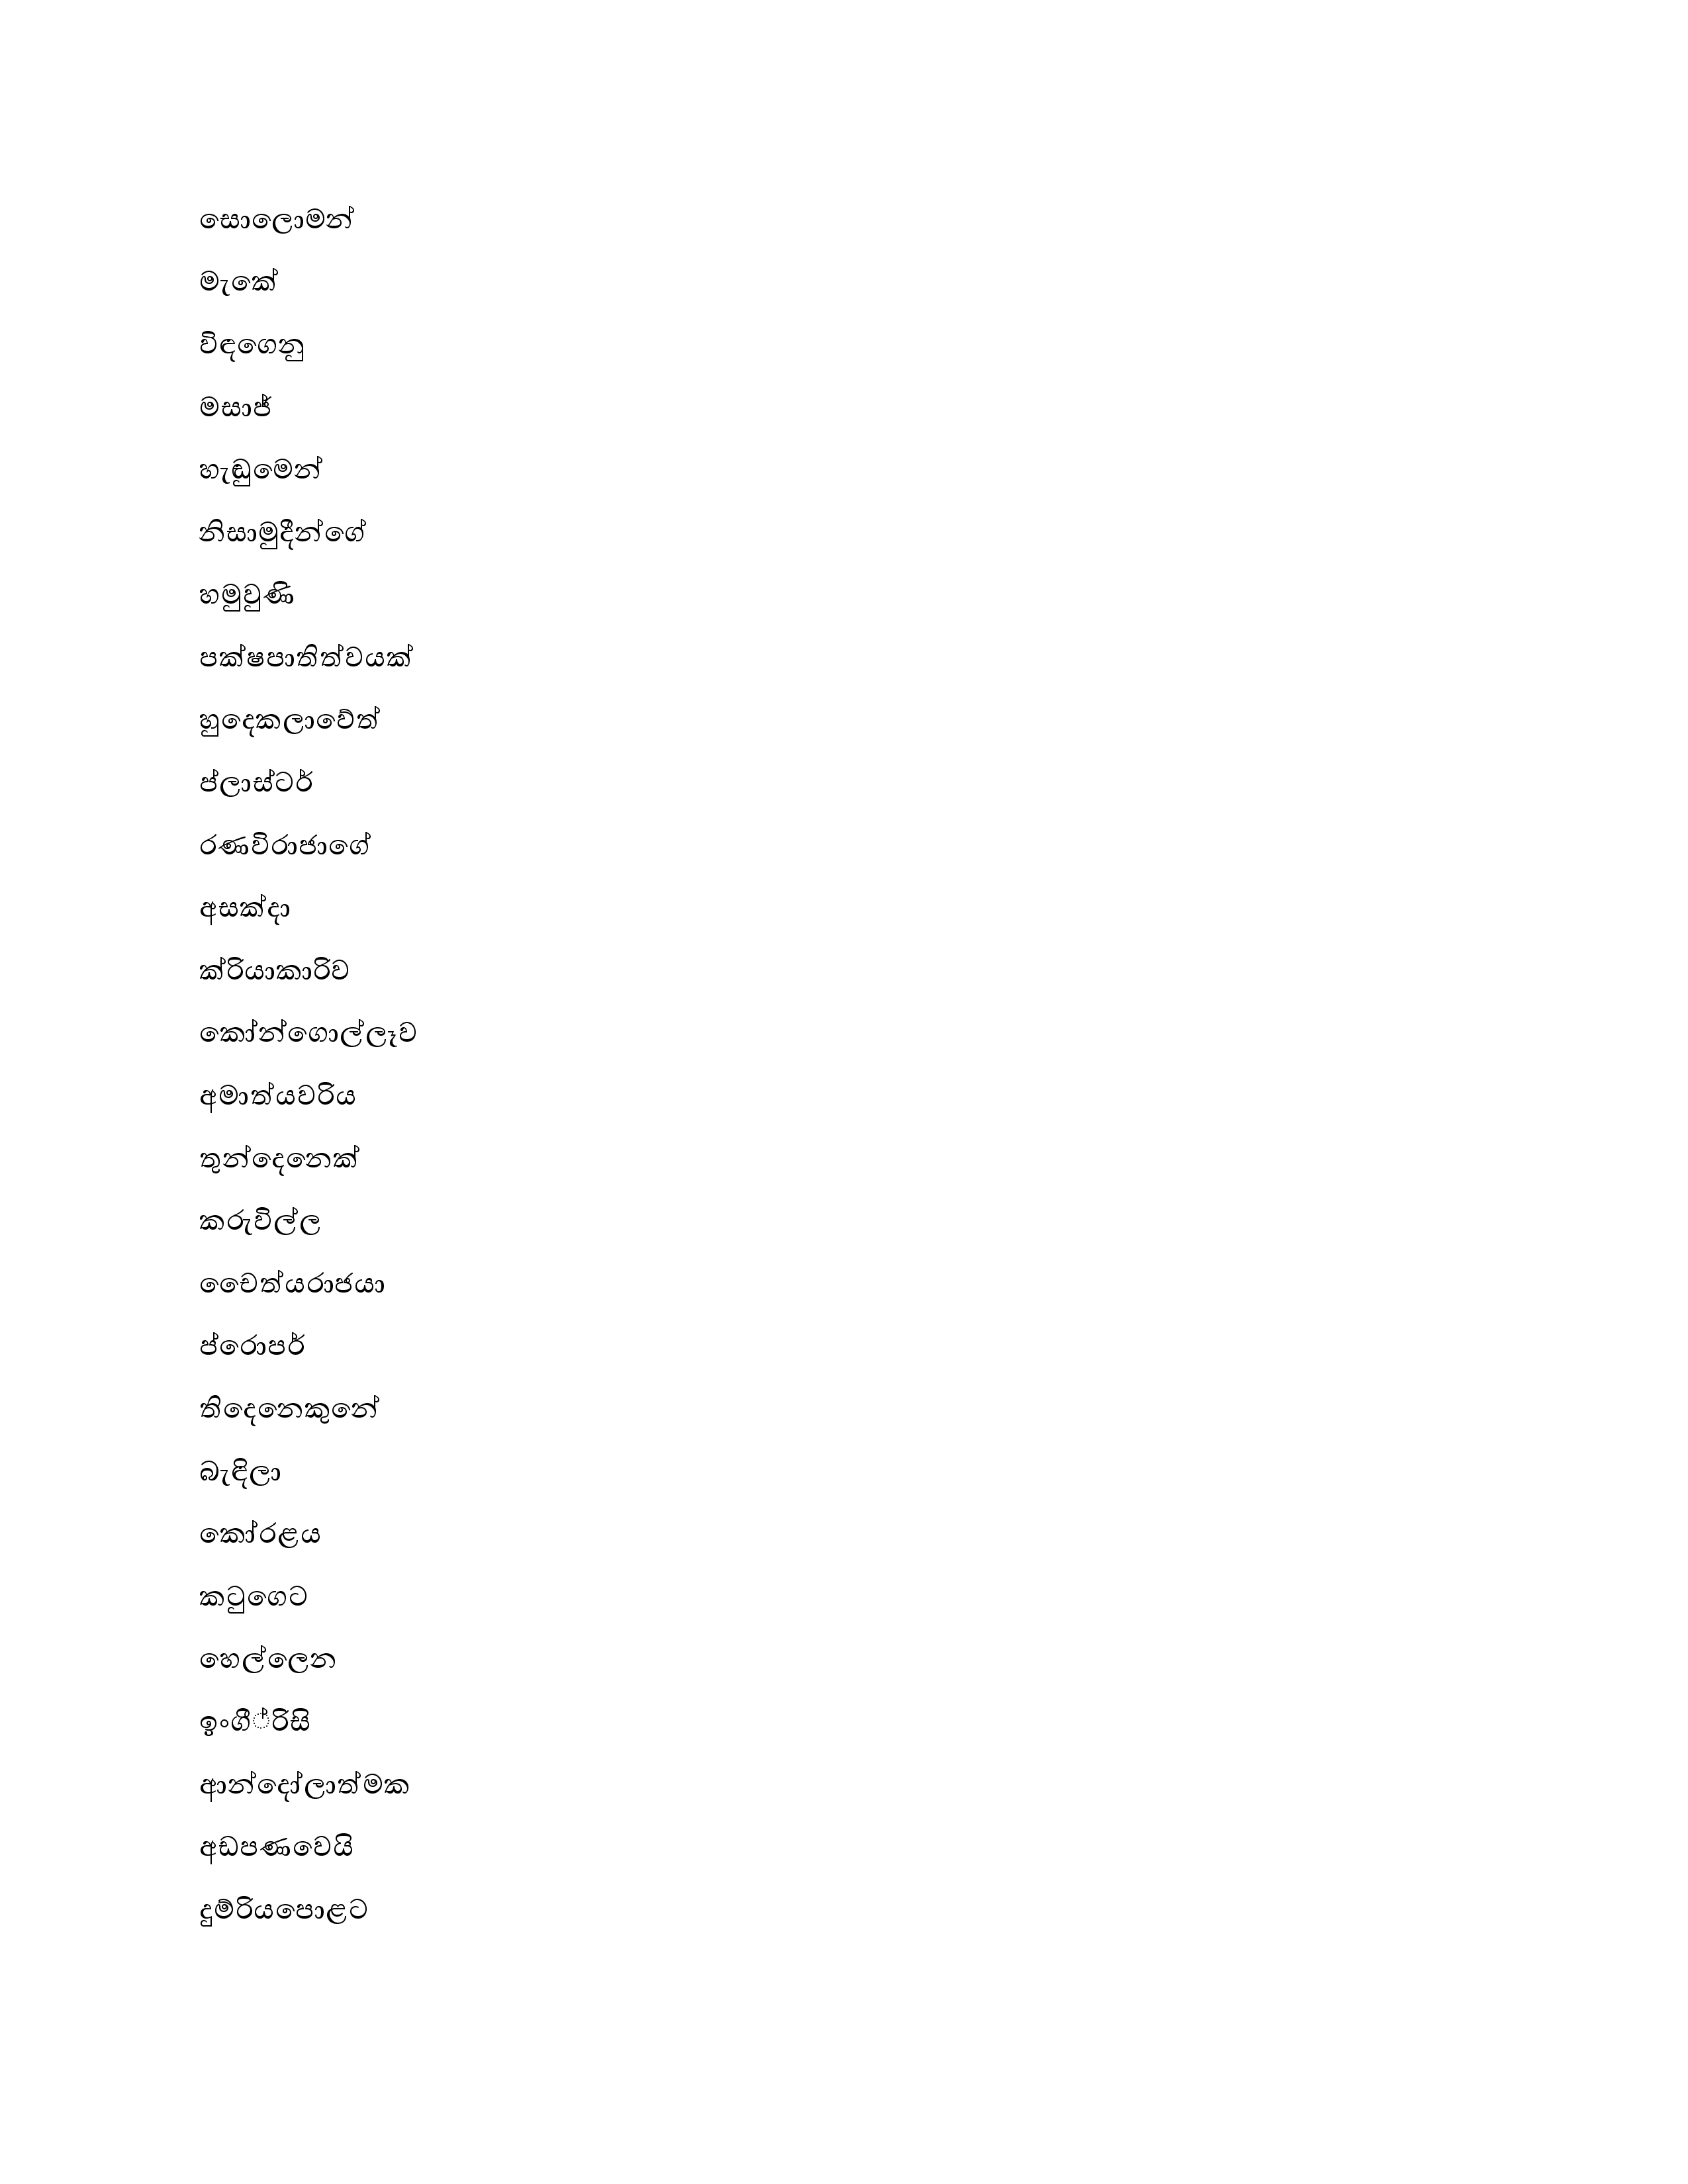 සොලොමන්
මැකේ
විඳගෙනු
මසාජ්
හැඬුමෙන්
නිසාමුදීන්ගේ
හමුවුණි
පක්ෂපාතිත්වයක්
හුදෙකලාවේත්
ප්ලාස්ටර්
රණවිරාජාගේ
අසක්දා
ක්රියාකාරිව
කෝන්ගොල්ලෑව
අමාත්යවරිය
තුන්දෙනෙක්
කරුවිල්ල
චෛත්යරාජයා
ප්රොපර්
තිදෙනෙකුනේ
බැඳිලා
කෝරළය
කටුගෙට
හෙල්ලෙන
ඉංගී්රිසි
ආන්දෝලාත්මක
අඩපණවෙයි
දුම්රියපොළට